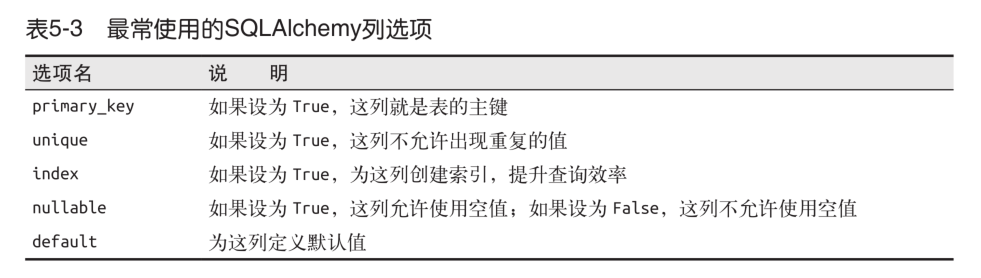 表5-3 最常使用的SQLAlchemy列选项
选项名 说 明
primary_key 如果设为 True，这列就是表的主键
unique 如果设为 True，这列不允许出现重复的值
index 如果设为 True，为这列创建索引，提升查询效率
nullable 如果设为 True，这列允许使用空值；如果设为 False，这列不允许使用空值
default 为这列定义默认值